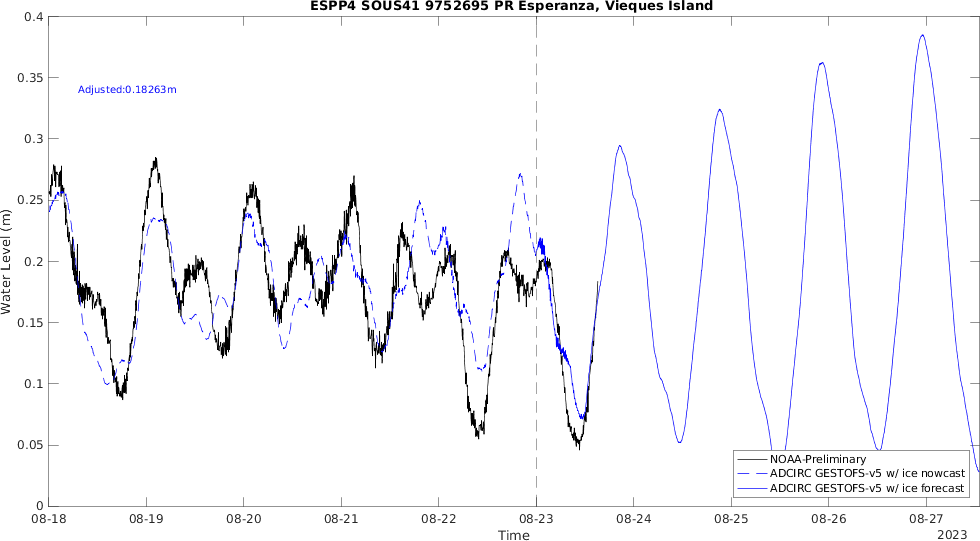 ESPP4 SOUS41 9752695 PR Esperanza, Vieques Island
0.4
0.35
0.3
0.25
0.2
0.15
0.1
0.05
0
Water Level (m)
Adjusted:0.18263m
NOAA-Preliminary
ADCIRC GESTOFS-v5 w/ ice nowcast
ADCIRC GESTOFS-v5 w/ ice forecast
08-18 08-19 08-20 08-21 08-22 08-23 08-24 08-25 08-26 08-27
Time
2023